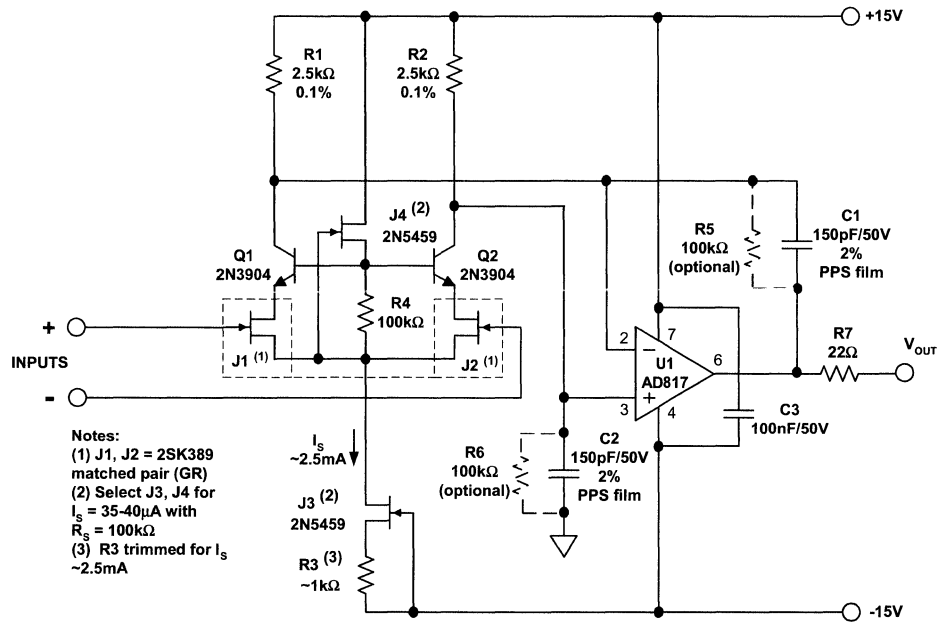 +15V
R1
2.5kΩ
0.1%
R2
2.5kΩ
0.1%
J4 (2)
2N5459
Q1
2N3904
Q2
2N3904
R4
100kΩ
R5
100kΩ
(optional)
C1
150pF/50V
2%
PPS film
+
INPUTS
-
J1 (1)
J2 (1)
2
7
−
U1
AD817
+
3
4
6
R7
22Ω
VOUT
C3
100nF/50V
IS
~2.5mA
R6
100kΩ
(optional)
C2
150pF/50V
2%
PPS film
J3 (2)
2N5459
R3 (3)
~1kΩ
Notes:
(1) J1, J2 = 2SK389
matched pair (GR)
(2) Select J3, J4 for
IS = 35-40μA with
RS = 100kΩ
(3) R3 trimmed for IS
~2.5mA
-15V